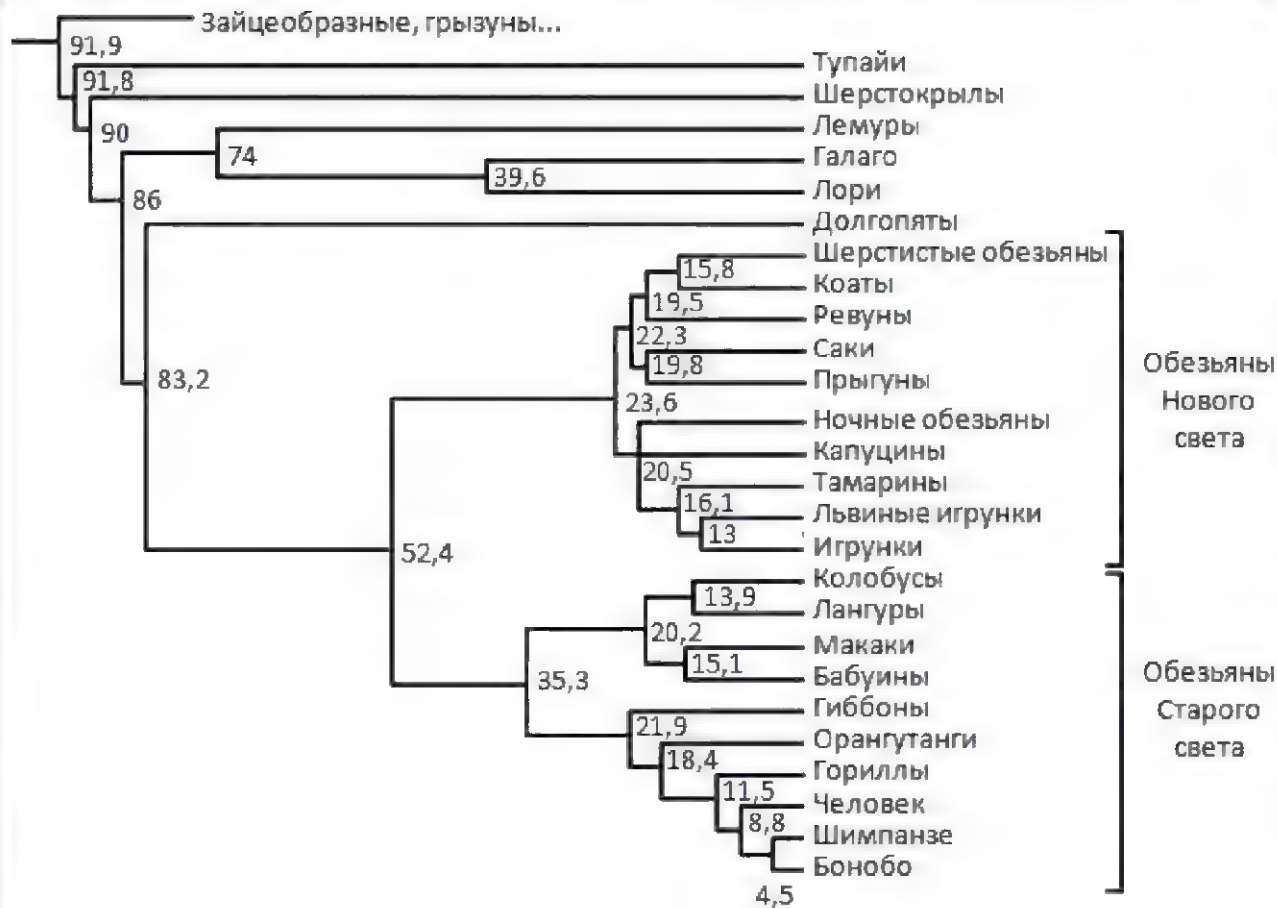 Зайцеобразные, грызуны...
91,9
Тупайи
91,8
Шерстокрылы
90
Лемуры
74
Галаго
39,6
Лори
86
Долгопяты
Шерстистые обезьяны
15,8
Коаты
19,5
Ревуны
22,3
Саки
19,8
Прыгуны
83,2
23,6
Ночные обезьяны
Капуцины
20,5
Тамарины
16,1
Львиные игрунки
13
Игрунки
Обезьяны
Нового
света
52,4
Колобусы
13,9
Лангуры
20,2
Макаки
15,1
Бабуины
35,3
Гиббоны
21,9
Орангутанги
18,4
Гориллы
11,5
Человек
8,8
Шимпанзе
Бонобо
4,5
Обезьяны
Старого
света